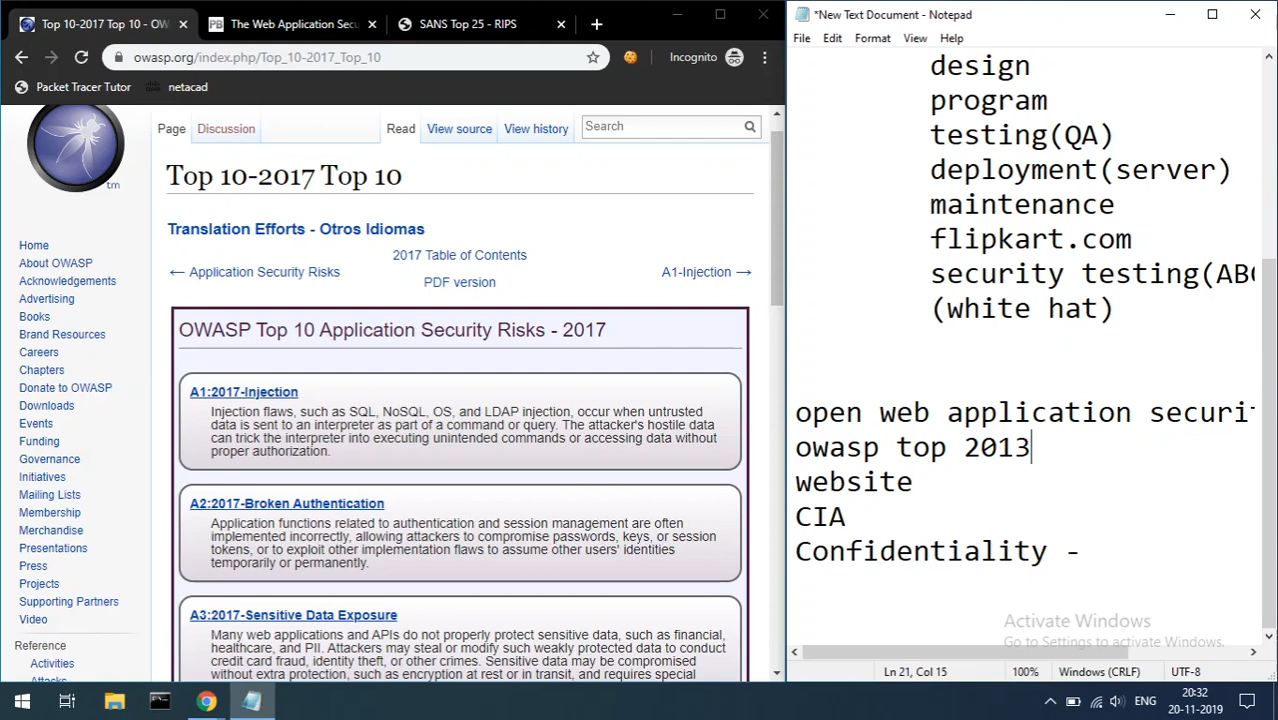 Top 10-2017 Top 10 - OW
The Web Application Secu
SANS Top 25 - RIPS
owasp.org/index.php/Top_10-2017_Top_10
Incognito
Packet Tracer Tutor
netacad
tm
Page
Discussion
Read
View source
View history
Search
Top 10-2017 Top 10
Translation Efforts - Otros Idiomas
2017 Table of Contents
← Application Security Risks
A1-Injection →
PDF version
Home
About OWASP
Acknowledgements
Advertising
Books
Brand Resources
Careers
Chapters
Donate to OWASP
Downloads
Events
Funding
Governance
Initiatives
Mailing Lists
Membership
Merchandise
Presentations
Press
Projects
Supporting Partners
Video
Reference
Activities
Attacks
OWASP Top 10 Application Security Risks - 2017
A1:2017-Injection
Injection flaws, such as SQL, NoSQL, OS, and LDAP injection, occur when untrusted
data is sent to an interpreter as part of a command or query. The attacker's hostile data
can trick the interpreter into executing unintended commands or accessing data without
proper authorization.
A2:2017-Broken Authentication
Application functions related to authentication and session management are often
implemented incorrectly, allowing attackers to compromise passwords, keys, or session
tokens, or to exploit other implementation flaws to assume other users' identities
temporarily or permanently.
A3:2017-Sensitive Data Exposure
Many web applications and APIs do not properly protect sensitive data, such as financial,
healthcare, and PII. Attackers may steal or modify such weakly protected data to conduct
credit card fraud, identity theft, or other crimes. Sensitive data may be compromised
without extra protection, such as encryption at rest or in transit, and requires special
*New Text Document - Notepad
File Edit Format View Help
design
program
testing(QA)
deployment(server)
maintenance
flipkart.com
security testing(ABC
(white hat)
open web application securit
owasp top 2013
website
CIA
Confidentiality -
Activate Windows
Go to Settings to activate Windows.
Ln 21, Col 15
100%
Windows (CRLF)
UTF-8
ENG
20:32
20-11-2019